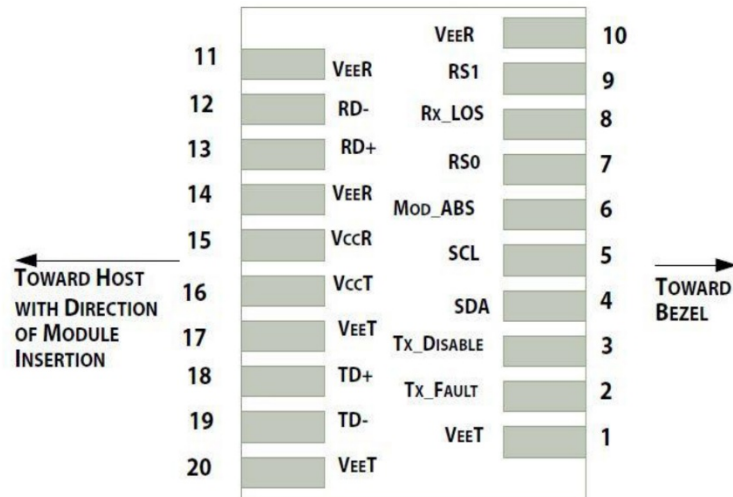 11 VEER
12 RD-
13 RD+
14 VEER
15 VCCR
16 VCCT
17 VEET
18 TD+
19 TD-
20 VEET
TOWARD HOST
WITH DIRECTION
OF MODULE
INSERTION
VEER 10
RS1 9
RX_LOS 8
RS0 7
MOD_ABS 6
SCL 5
SDA 4
TX_DISABLE 3
TX_FAULT 2
VEET 1
TOWARD
BEZEL